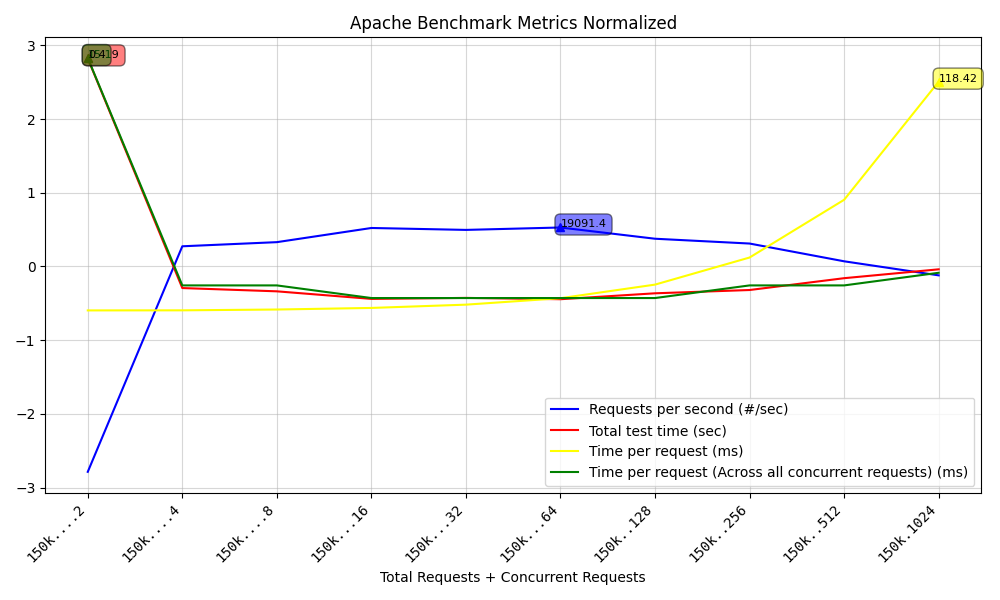 Apache Benchmark Metrics Normalized
3
2
1
0
−1
−2
−3
0.4
118.42
19091.4
Requests per second (#/sec)
Total test time (sec)
Time per request (ms)
Time per request (Across all concurrent requests) (ms)
150k....2
150k....4
150k....8
150k...16
150k...32
150k...64
150k..128
150k..256
150k..512
150k.1024
Total Requests + Concurrent Requests